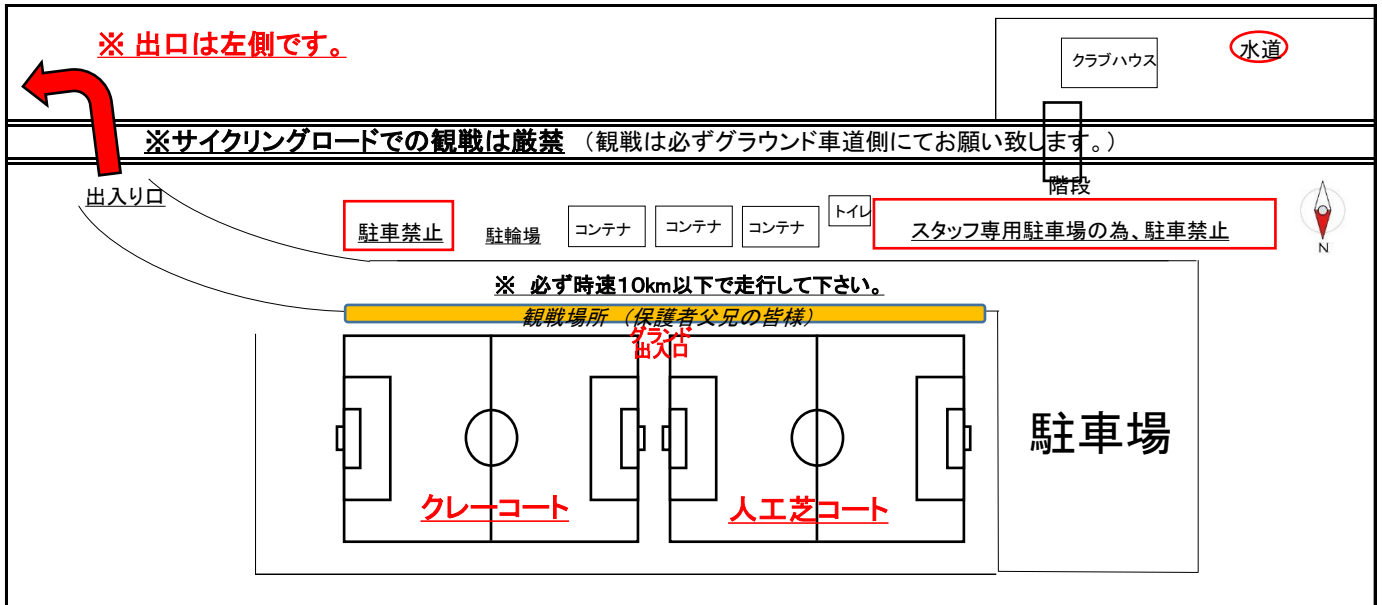 ※ 出口は左側です。
クラブハウス
水道
※サイクリングロードでの観戦は厳禁 （観戦は必ずグラウンド車道側にてお願い致します。）
出入り口
階段
駐車禁止
駐輪場
コンテナ
コンテナ
コンテナ
トイレ
スタッフ専用駐車場の為、駐車禁止
N
※ 必ず時速10km以下で走行して下さい。
観戦場所 （保護者父兄の皆様）
グランド
出入口
駐車場
クレーコート
人工芝コート